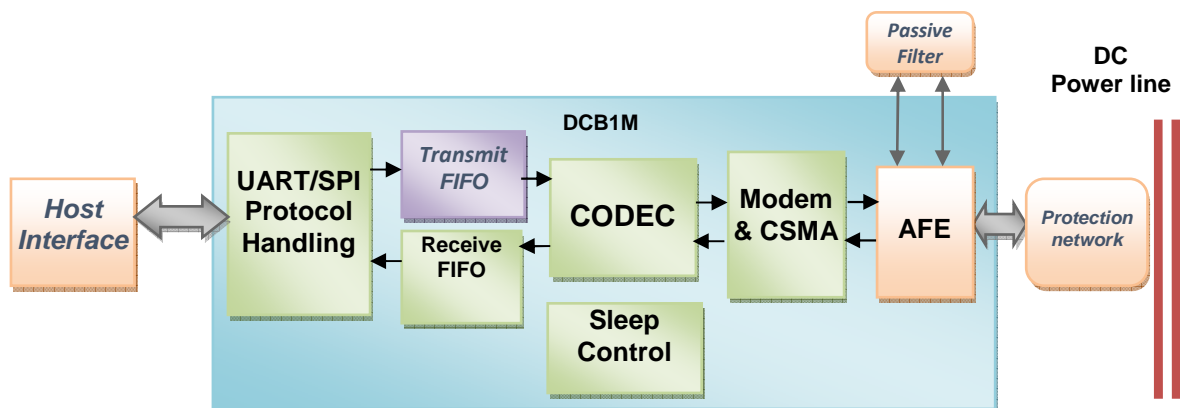 Passive
Filter
DC
Power line
DCB1M
Host
Interface
UART/SPI
Protocol
Handling
Transmit
FIFO
Receive
FIFO
CODEC
Modem
& CSMA
AFE
Protection
network
Sleep
Control